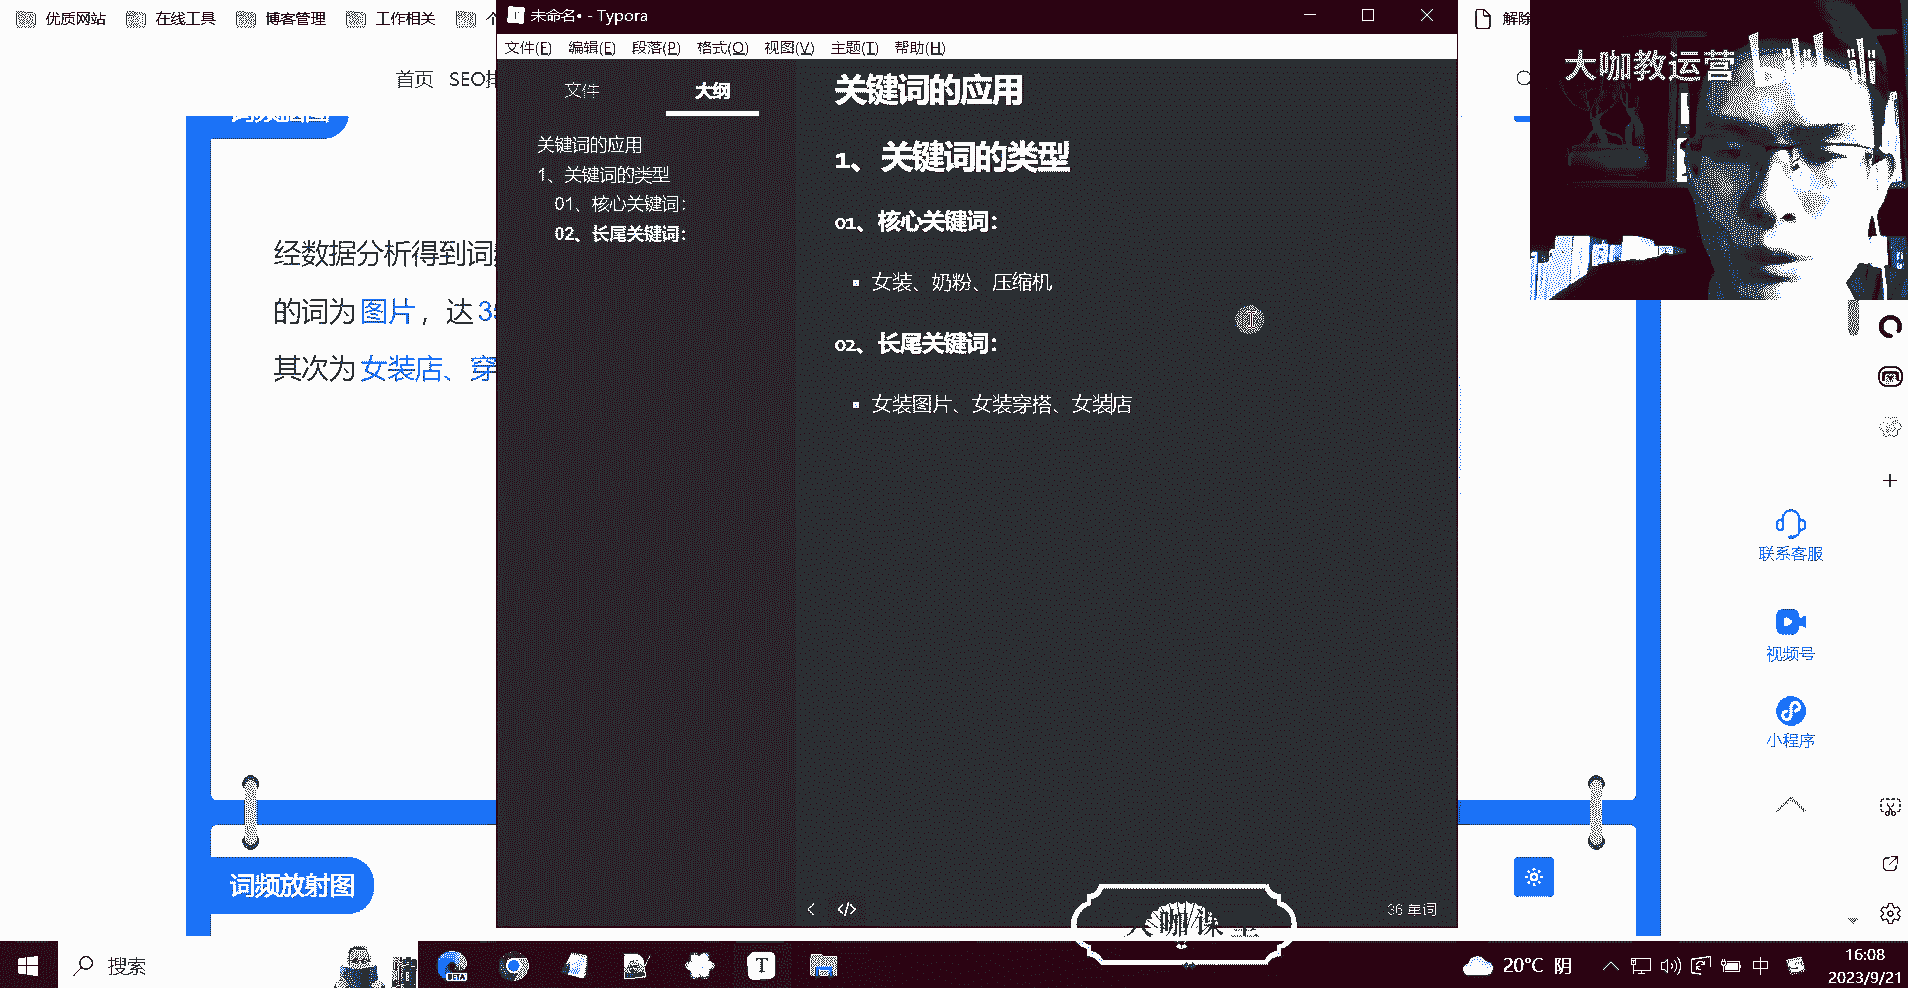 优质网站 在线工具 博客管理 工作相关 个
未命名• - Typora
解除
文件(F) 编辑(E) 段落(P) 格式(O) 视图(V) 主题(T) 帮助(H)
首页 SEO
文件 大纲
关键词的应用
1、关键词的类型
01、核心关键词：
02、长尾关键词：
关键词的应用
1、关键词的类型
01、核心关键词：
女装、奶粉、压缩机
02、长尾关键词：
女装图片、女装穿搭、女装店
36 单词
大咖教运营
经数据分析得到词
的词为 图片，达 35
其次为 女装店、穿
词频放射图
联系客服
视频号
小程序
搜索
BETA
T
20°C 阴
中
16:08
2023/9/21